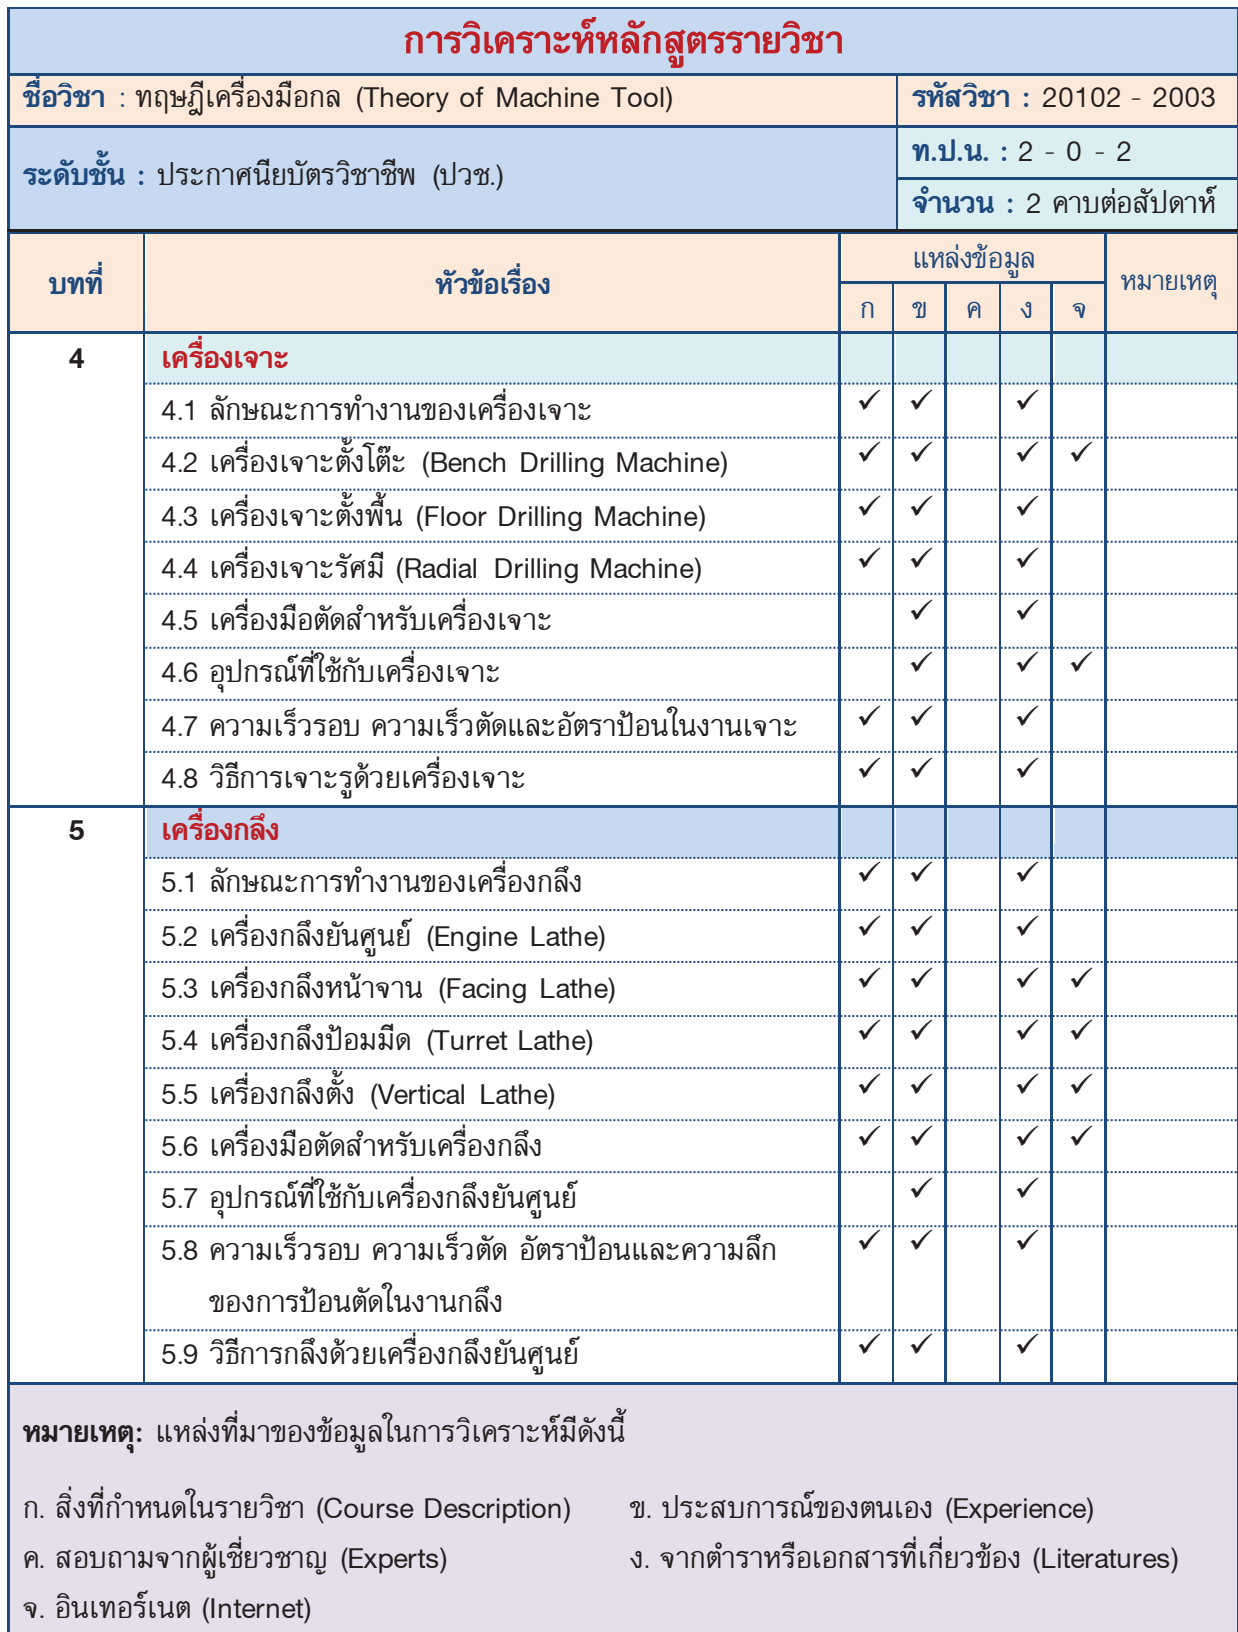 การวิเคราะห์หลักสูตรรายวิชา
ชื่อวิชา : ทฤษฎีเครื่องมือกล (Theory of Machine Tool) รหัสวิชา : 20102 - 2003
ระดับชั้น : ประกาศนียบัตรวิชาชีพ (ปวช.) ท.ป.น. : 2 - 0 - 2
จำนวน : 2 คาบต่อสัปดาห์
บทที่ หัวข้อเรื่อง แหล่งข้อมูล หมายเหตุ
ก ข ค ง จ
4 เครื่องเจาะ
4.1 ลักษณะการทำงานของเครื่องเจาะ ✓ ✓ ✓
4.2 เครื่องเจาะตั้งโต๊ะ (Bench Drilling Machine) ✓ ✓ ✓ ✓
4.3 เครื่องเจาะตั้งพื้น (Floor Drilling Machine) ✓ ✓ ✓
4.4 เครื่องเจาะรัศมี (Radial Drilling Machine) ✓ ✓ ✓
4.5 เครื่องมือตัดสำหรับเครื่องเจาะ ✓ ✓
4.6 อุปกรณ์ที่ใช้กับเครื่องเจาะ ✓ ✓ ✓
4.7 ความเร็วรอบ ความเร็วตัดและอัตราป้อนในงานเจาะ ✓ ✓ ✓
4.8 วิธีการเจาะรูด้วยเครื่องเจาะ ✓ ✓ ✓
5 เครื่องกลึง
5.1 ลักษณะการทำงานของเครื่องกลึง ✓ ✓ ✓
5.2 เครื่องกลึงยันศูนย์ (Engine Lathe) ✓ ✓ ✓
5.3 เครื่องกลึงหน้าจาน (Facing Lathe) ✓ ✓ ✓ ✓
5.4 เครื่องกลึงป้อมมีด (Turret Lathe) ✓ ✓ ✓ ✓
5.5 เครื่องกลึงตั้ง (Vertical Lathe) ✓ ✓ ✓ ✓
5.6 เครื่องมือตัดสำหรับเครื่องกลึง ✓ ✓ ✓ ✓
5.7 อุปกรณ์ที่ใช้กับเครื่องกลึงยันศูนย์ ✓ ✓
5.8 ความเร็วรอบ ความเร็วตัด อัตราป้อนและความลึก ✓ ✓ ✓
ของการป้อนตัดในงานกลึง
5.9 วิธีการกลึงด้วยเครื่องกลึงยันศูนย์ ✓ ✓ ✓
หมายเหตุ: แหล่งที่มาของข้อมูลในการวิเคราะห์มีดังนี้
ก. สิ่งที่กำหนดในรายวิชา (Course Description) ข. ประสบการณ์ของตนเอง (Experience)
ค. สอบถามจากผู้เชี่ยวชาญ (Experts) ง. จากตำราหรือเอกสารที่เกี่ยวข้อง (Literatures)
จ. อินเทอร์เนต (Internet)